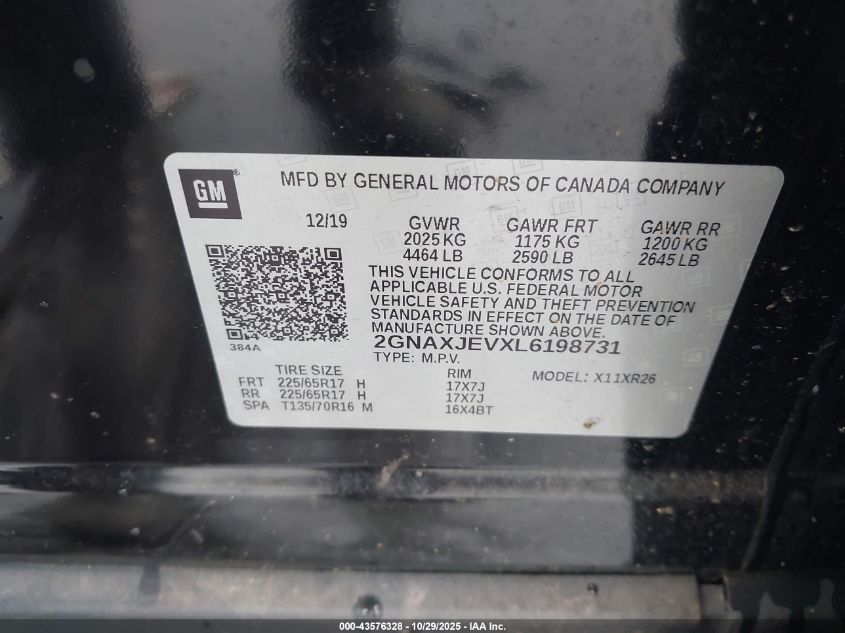 GM
MFD BY GENERAL MOTORS OF CANADA COMPANY
12/19 GVWR GAWR FRT GAWR RR
2025 KG 1175 KG 1200 KG
4464 LB 2590 LB 2645 LB
THIS VEHICLE CONFORMS TO ALL
APPLICABLE U.S. FEDERAL MOTOR
VEHICLE SAFETY AND THEFT PREVENTION
STANDARDS IN EFFECT ON THE DATE OF
MANUFACTURE SHOWN ABOVE.
384A
2GNAXJEVXL6198731
TYPE: M.P.V.
TIRE SIZE RIM MODEL: X11XR26
FRT 225/65R17 H 17X7J
RR 225/65R17 H 17X7J
SPA T135/70R16 M 16X4BT
000-43576328 | 10/29/2025 - IAA Inc.